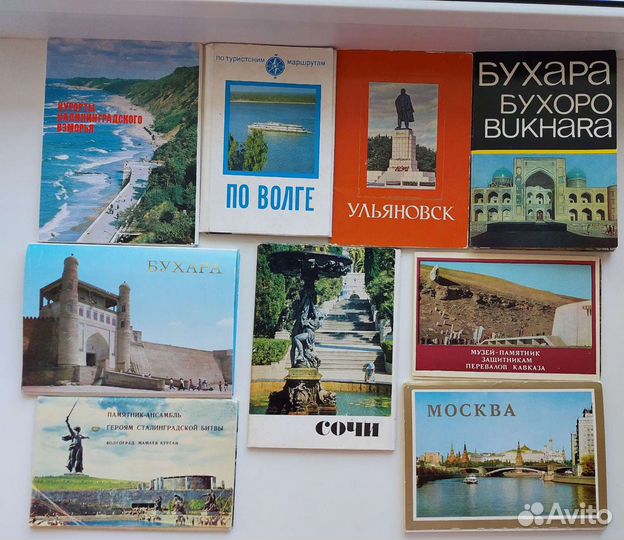 КУРОРТЫ
КАЛИНИНГРАДСКОГО
ВЗМОРЬЯ
по туристским маршрутам
ПО ВОЛГЕ
УЛЬЯНОВСК
БУХАРА
БУХОРО
BUKHARA
БУХАРА
СОЧИ
МУЗЕЙ-ПАМЯТНИК
ЗАЩИТНИКАМ
ПЕРЕВАЛОВ КАВКАЗА
ПАМЯТНИК-АНСАМБЛЬ
ГЕРОЯМ СТАЛИНГРАДСКОЙ БИТВЫ
ВОЛГОГРАД МАМАЕВ КУРГАН
МОСКВА
Avito